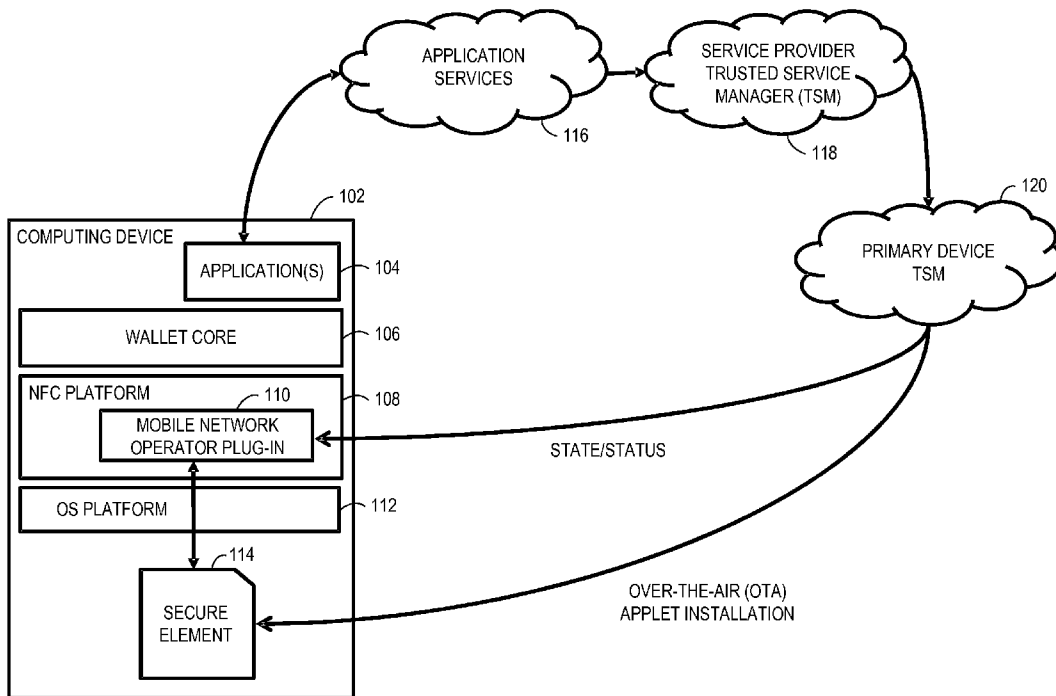 APPLICATION
SERVICES
116
SERVICE PROVIDER
TRUSTED SERVICE
MANAGER (TSM)
118
120
PRIMARY DEVICE
TSM
102
COMPUTING DEVICE
APPLICATION(S)
104
WALLET CORE
106
NFC PLATFORM
110
108
MOBILE NETWORK
OPERATOR PLUG-IN
STATE/STATUS
OS PLATFORM
112
114
SECURE
ELEMENT
OVER-THE-AIR (OTA)
APPLET INSTALLATION